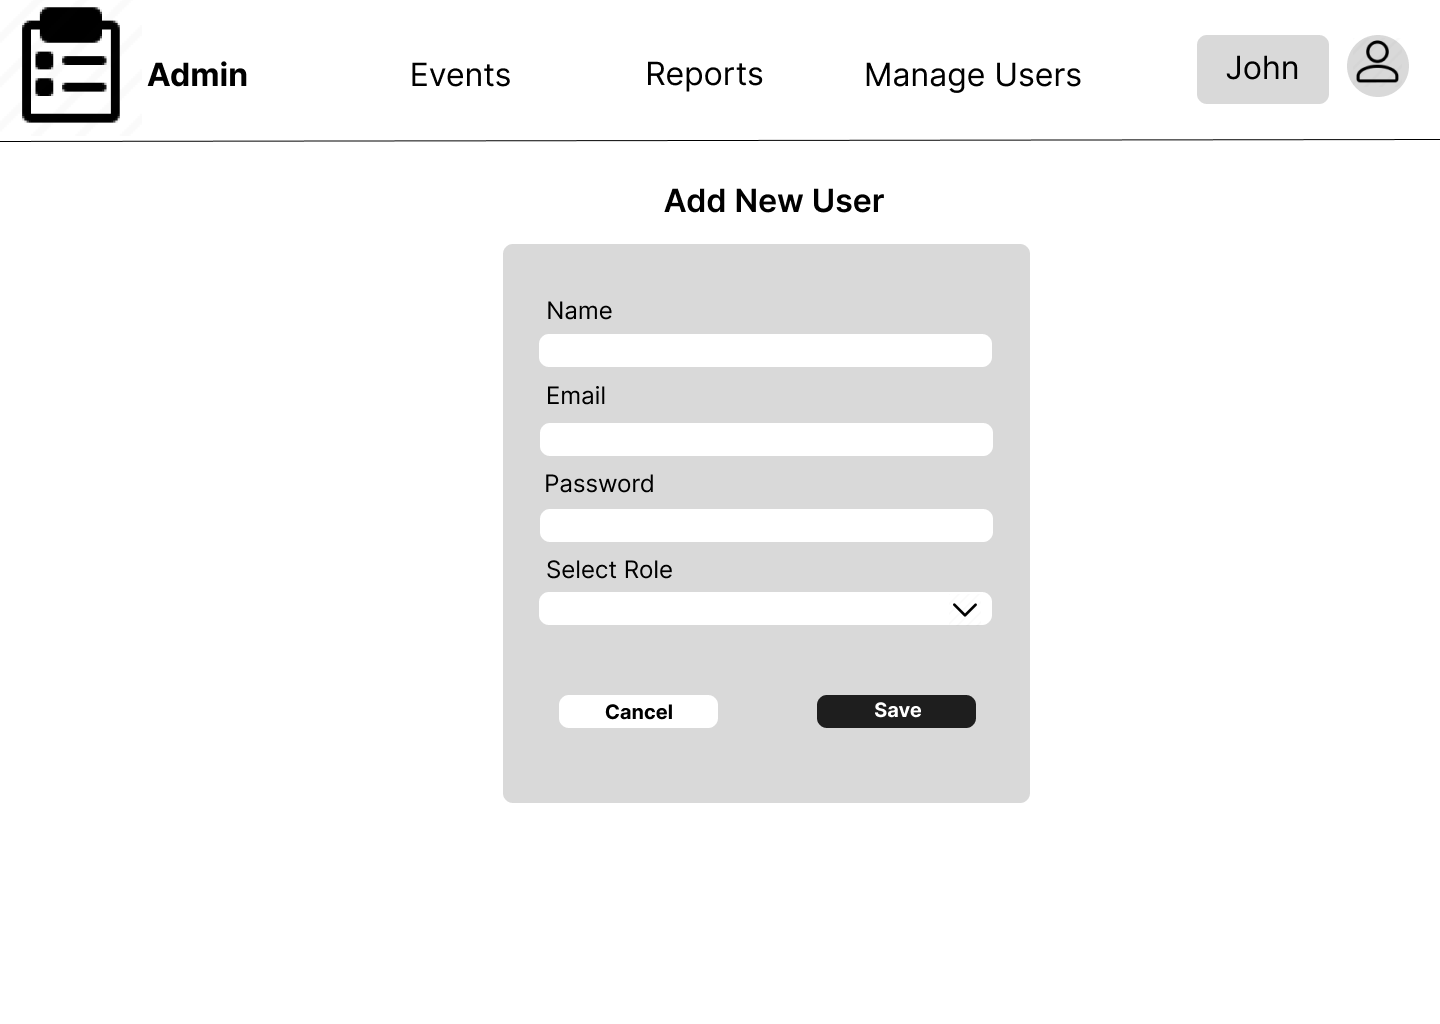 Admin Events Reports Manage Users John
Add New User
Name
Email
Password
Select Role
Cancel Save